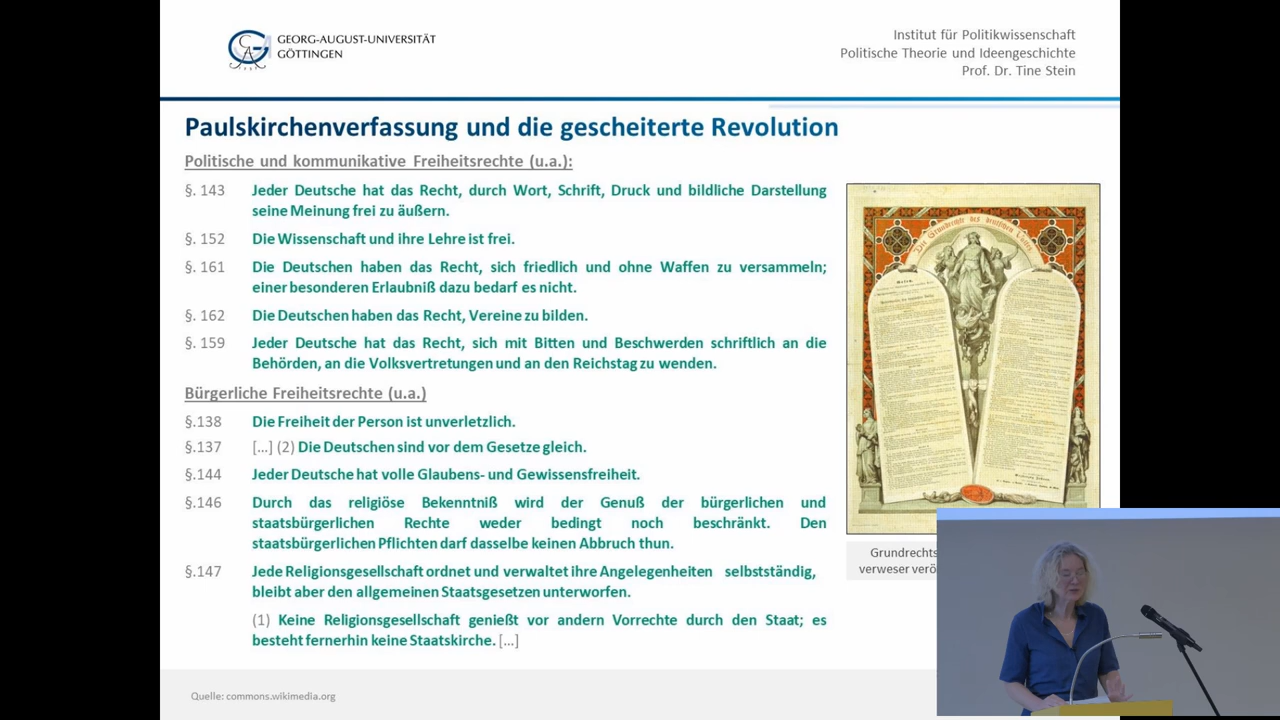 GEORG-AUGUST-UNIVERSITÄT
GÖTTINGEN
Institut für Politikwissenschaft
Politische Theorie und Ideengeschichte
Prof. Dr. Tine Stein
Paulskirchenverfassung und die gescheiterte Revolution
Politische und kommunikative Freiheitsrechte (u.a.):
§. 143 Jeder Deutsche hat das Recht, durch Wort, Schrift, Druck und bildliche Darstellung
seine Meinung frei zu äußern.
§. 152 Die Wissenschaft und ihre Lehre ist frei.
§. 161 Die Deutschen haben das Recht, sich friedlich und ohne Waffen zu versammeln;
einer besonderen Erlaubniß dazu bedarf es nicht.
§. 162 Die Deutschen haben das Recht, Vereine zu bilden.
§. 159 Jeder Deutsche hat das Recht, sich mit Bitten und Beschwerden schriftlich an die
Behörden, an die Volksvertretungen und an den Reichstag zu wenden.
Bürgerliche Freiheitsrechte (u.a.)
§.138 Die Freiheit der Person ist unverletzlich.
§.137 [...] (2) Die Deutschen sind vor dem Gesetze gleich.
§.144 Jeder Deutsche hat volle Glaubens- und Gewissensfreiheit.
§.146 Durch das religiöse Bekenntniß wird der Genuß der bürgerlichen und
staatsbürgerlichen Rechte weder bedingt noch beschränkt. Den
staatsbürgerlichen Pflichten darf dasselbe keinen Abbruch thun.
§.147 Jede Religionsgesellschaft ordnet und verwaltet ihre Angelegenheiten selbstständig,
bleibt aber den allgemeinen Staatsgesetzen unterworfen.
(1) Keine Religionsgesellschaft genießt vor andern Vorrechte durch den Staat; es
besteht fernerhin keine Staatskirche. [...]
Die Grundrechte des deutschen Volkes
Grundrechts
verweser verö
Quelle: commons.wikimedia.org